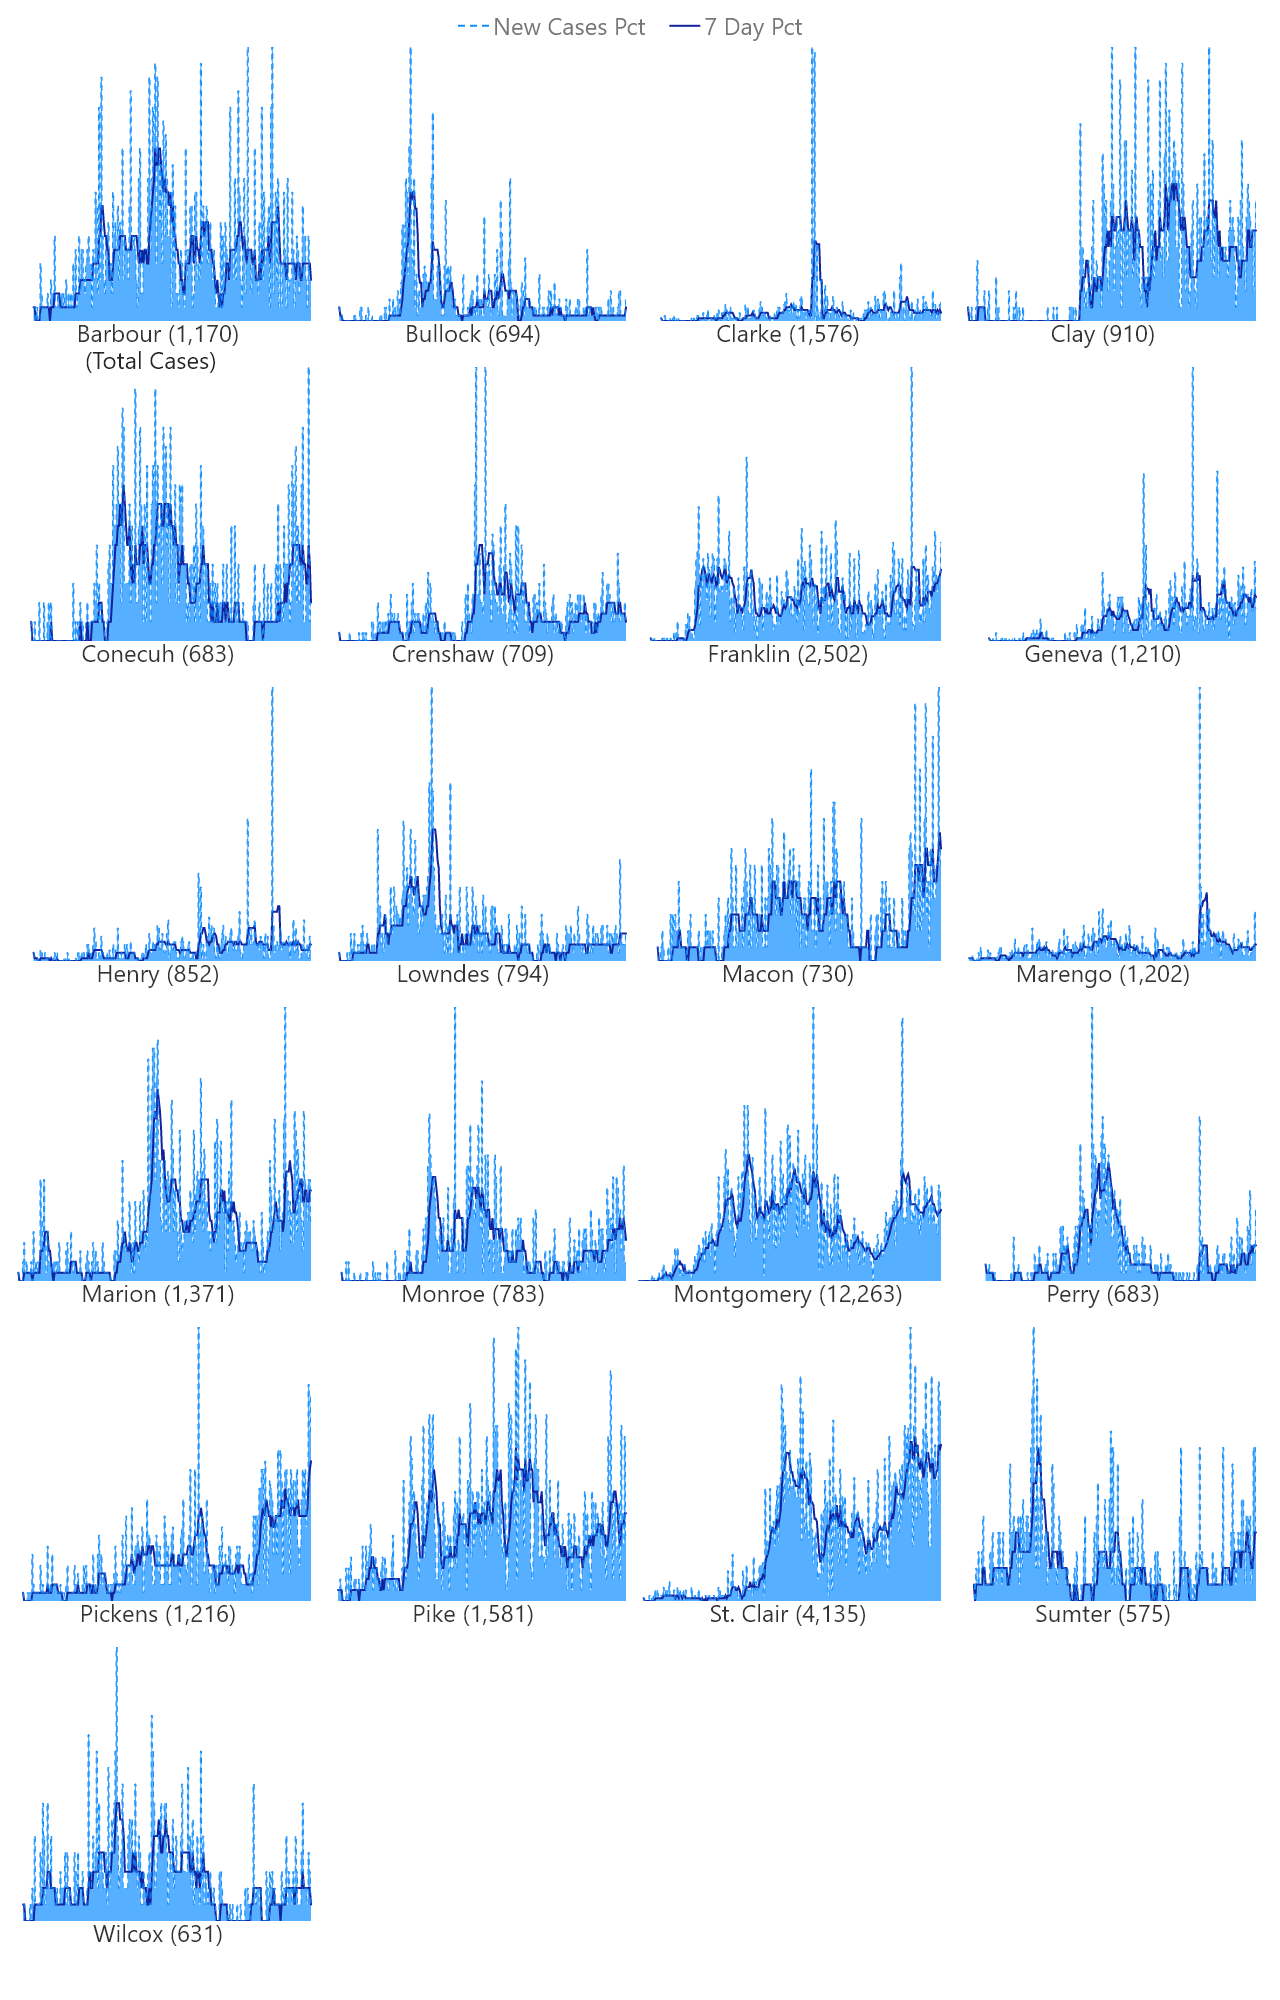 New Cases Pct 7 Day Pct
Barbour (1,170) Bullock (694) Clarke (1,576) Clay (910)
(Total Cases)
Conecuh (683) Crenshaw (709) Franklin (2,502) Geneva (1,210)
Henry (852) Lowndes (794) Macon (730) Marengo (1,202)
Marion (1,371) Monroe (783) Montgomery (12,263) Perry (683)
Pickens (1,216) Pike (1,581) St. Clair (4,135) Sumter (575)
Wilcox (631)